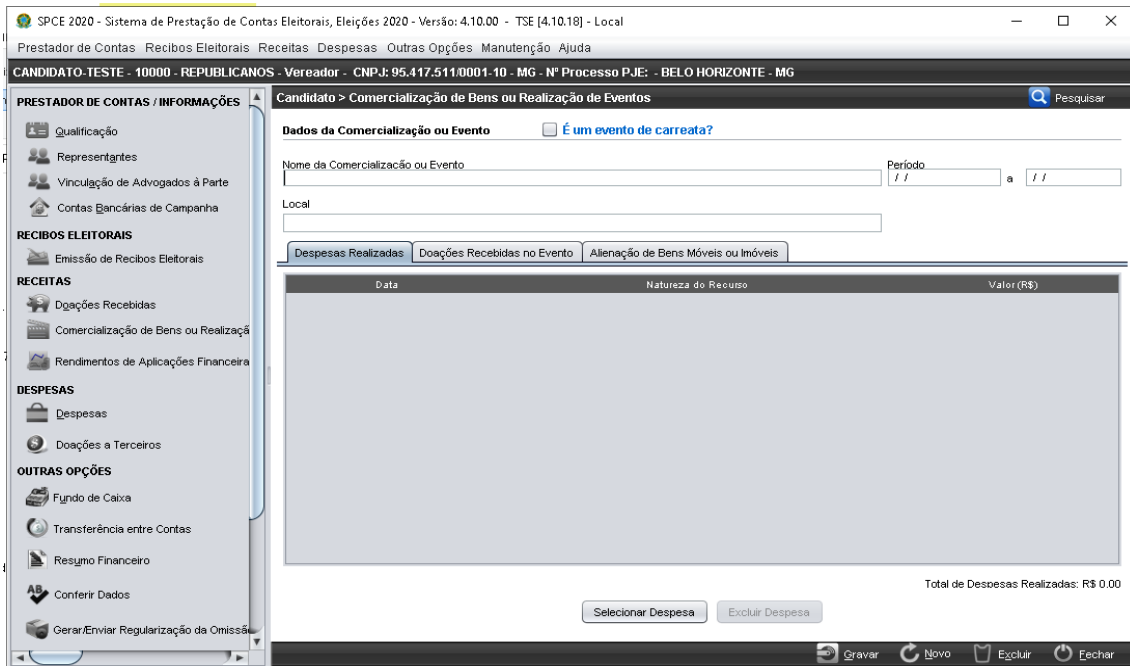 SPCE 2020 - Sistema de Prestação de Contas Eleitorais, Eleições 2020 - Versão: 4.10.00 - TSE [4.10.18] - Local
Prestador de Contas Recibos Eleitorais Receitas Despesas Outras Opções Manutenção Ajuda
CANDIDATO-TESTE - 10000 - REPUBLICANOS - Vereador - CNPJ: 95.417.511/0001-10 - MG - Nº Processo PJE: - BELO HORIZONTE - MG
PRESTADOR DE CONTAS / INFORMAÇÕES
Qualificação
Representantes
Vinculação de Advogados à Parte
Contas Bancárias de Campanha
RECIBOS ELEITORAIS
Emissão de Recibos Eleitorais
RECEITAS
Doações Recebidas
Comercialização de Bens ou Realizaçã
Rendimentos de Aplicações Financeira
DESPESAS
Despesas
Doações a Terceiros
OUTRAS OPÇÕES
Fundo de Caixa
Transferência entre Contas
Resumo Financeiro
Conferir Dados
Gerar/Enviar Regularização da Omissã
Candidato > Comercialização de Bens ou Realização de Eventos
Pesquisar
Dados da Comercialização ou Evento
É um evento de carreata?
Nome da Comercializacão ou Evento
Período
/ / a / /
Local
Despesas Realizadas Doações Recebidas no Evento Alienação de Bens Móveis ou Imóveis
Data Natureza do Recurso Valor(R$)
Total de Despesas Realizadas: R$ 0.00
Selecionar Despesa Excluir Despesa
Gravar Novo Excluir Fechar